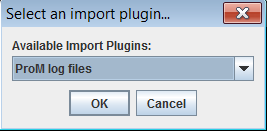 Select an import plugin...
Available Import Plugins:
ProM log files
OK Cancel